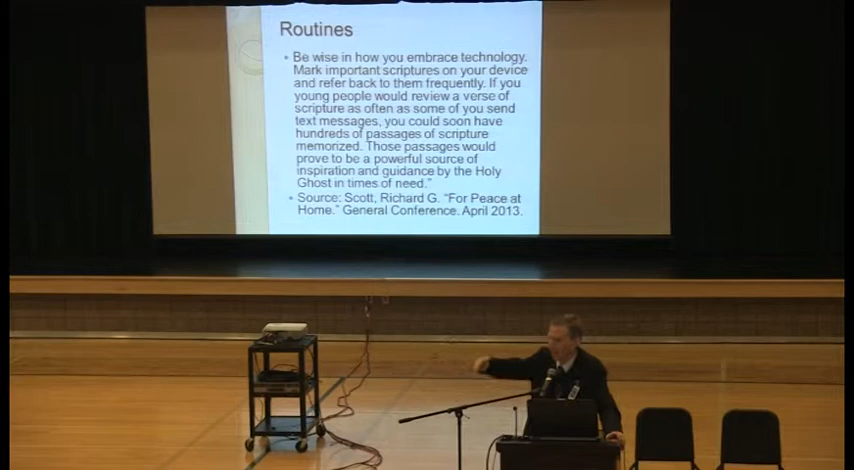 Routines
• Be wise in how you embrace technology.
Mark important scriptures on your device
and refer back to them frequently. If you
young people would review a verse of
scripture as often as some of you send
text messages, you could soon have
hundreds of passages of scripture
memorized. Those passages would
prove to be a powerful source of
inspiration and guidance by the Holy
Ghost in times of need."
• Source: Scott, Richard G. "For Peace at
Home." General Conference. April 2013.